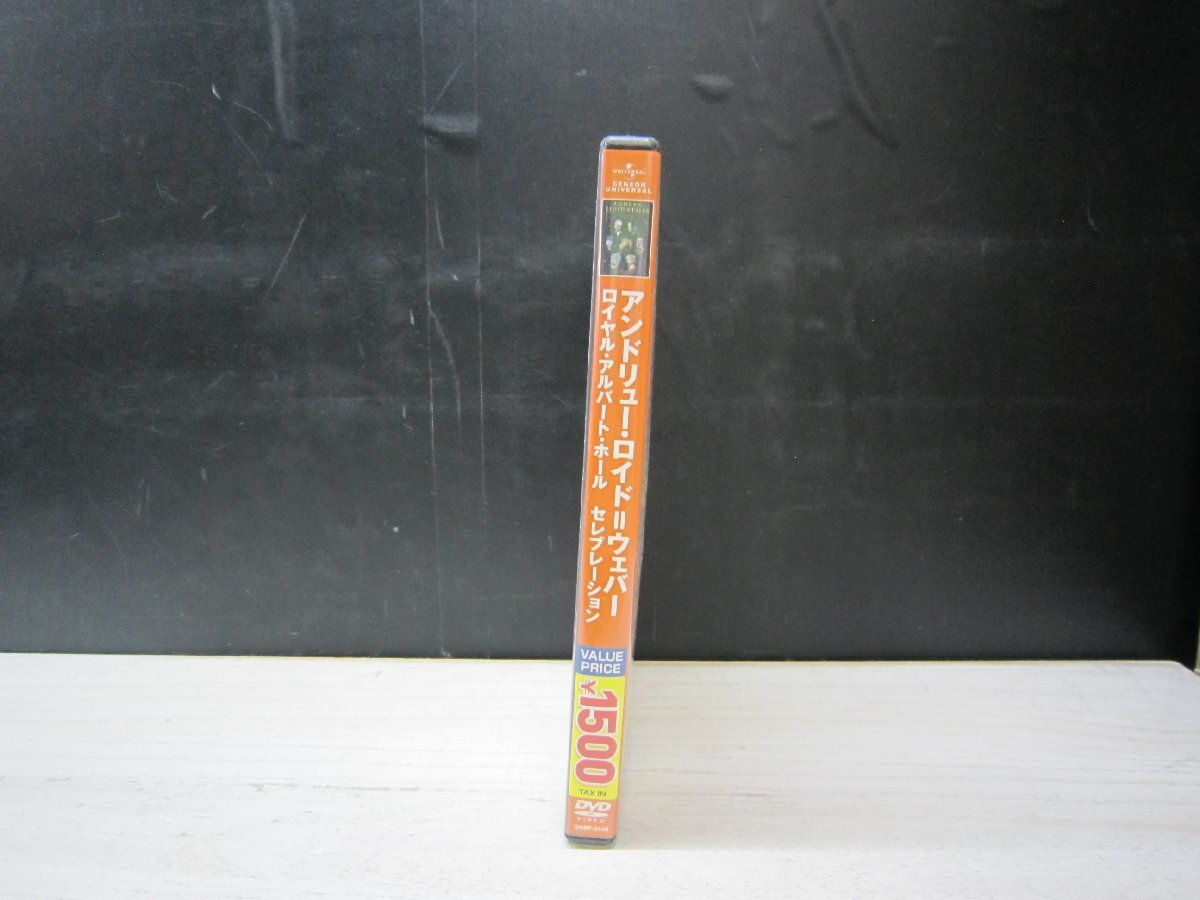 UNIVERSAL
GENEON
UNIVERSAL
アンドリュー・ロイド=ウェバー
ロイヤル・アルバート・ホール セレブレーション
VALUE
PRICE
¥1500
TAX IN
DVD
VIDEO